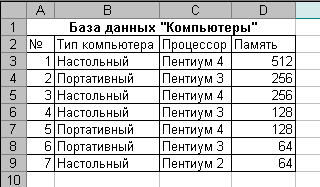 A B C D
1 База данных "Компьютеры"
2 № Тип компьютера Процессор Память
3 1 Настольный Пентиум 4 512
4 2 Портативный Пентиум 3 256
5 3 Настольный Пентиум 4 256
6 4 Настольный Пентиум 3 128
7 5 Портативный Пентиум 4 128
8 6 Портативный Пентиум 3 64
9 7 Настольный Пентиум 2 64
10